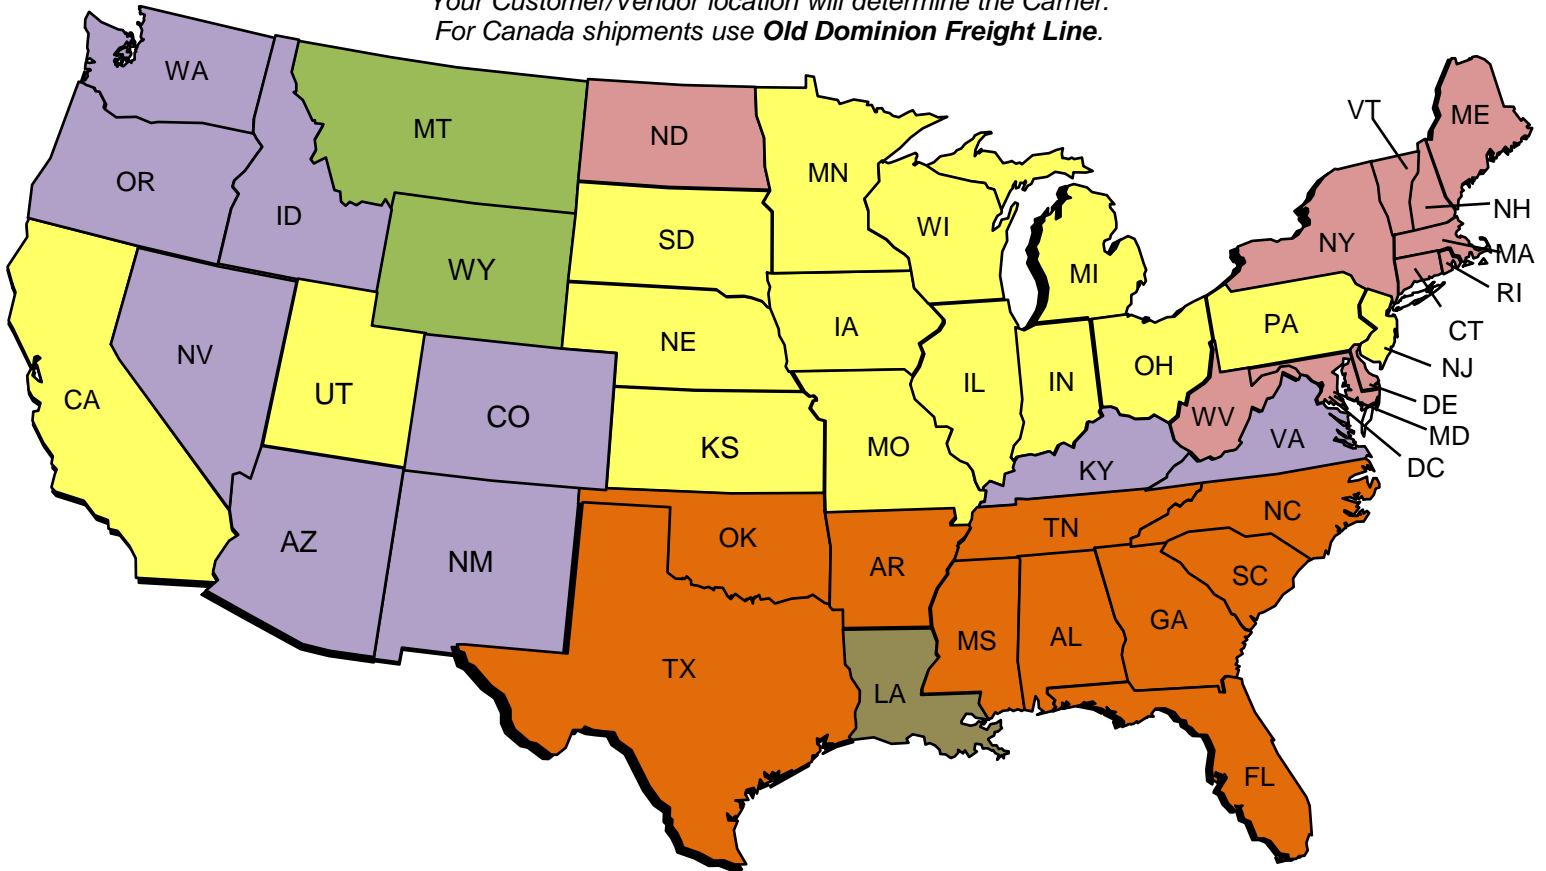 Your Customer/Vendor location will determine the Carrier.
For Canada shipments use Old Dominion Freight Line.
WA
MT
ND
MN
VT
ME
OR
ID
SD
WI
MI
NY
NH
MA
WY
RI
NV
NE
IA
PA
CT
CA
UT
CO
IL
IN
OH
NJ
KS
MO
WV
DE
KY
VA
MD
DC
AZ
NM
OK
TN
NC
AR
SC
TX
MS
AL
GA
LA
FL